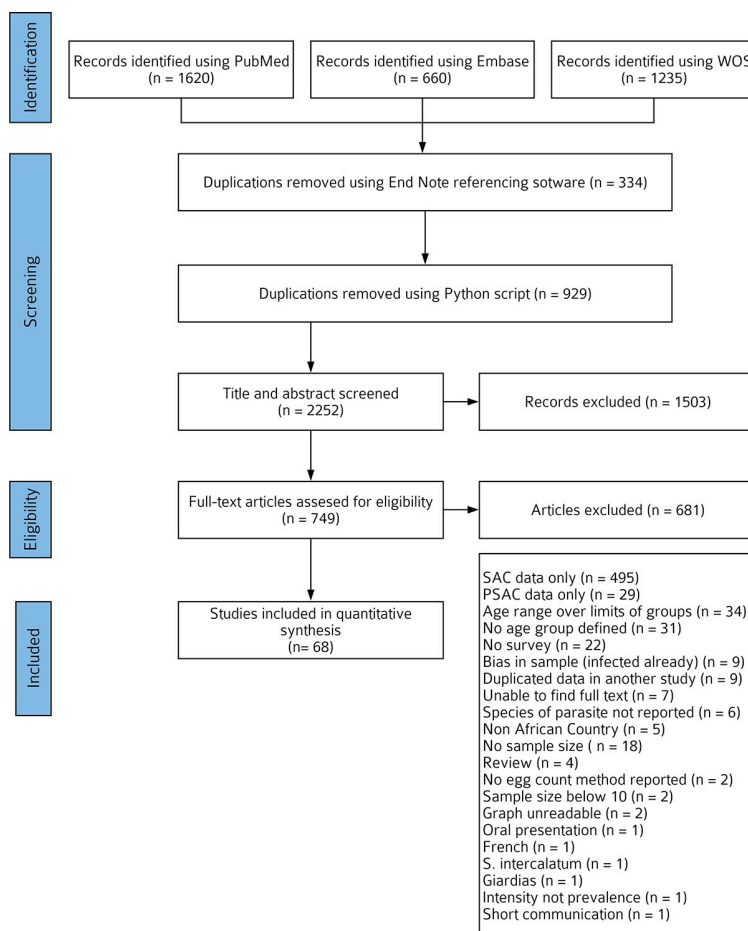 Identification
Records identified using PubMed
(n = 1620)
Records identified using Embase
(n = 660)
Records identified using WOS
(n = 1235)
Screening
Duplications removed using End Note referencing sotware (n = 334)
Duplications removed using Python script (n = 929)
Title and abstract screened
(n = 2252)
Records excluded (n = 1503)
Eligibility
Full-text articles assesed for eligibility
(n = 749)
Articles excluded (n = 681)
Included
Studies included in quantitative
synthesis
(n= 68)
SAC data only (n = 495)
PSAC data only (n = 29)
Age range over limits of groups (n = 34)
No age group defined (n = 31)
No survey (n = 22)
Bias in sample (infected already) (n = 9)
Duplicated data in another study (n = 9)
Unable to find full text (n = 7)
Species of parasite not reported (n = 6)
Non African Country (n = 5)
No sample size ( n = 18)
Review (n = 4)
No egg count method reported (n = 2)
Sample size below 10 (n = 2)
Graph unreadable (n = 2)
Oral presentation (n = 1)
French (n = 1)
S. intercalatum (n = 1)
Giardias (n = 1)
Intensity not prevalence (n = 1)
Short communication (n = 1)